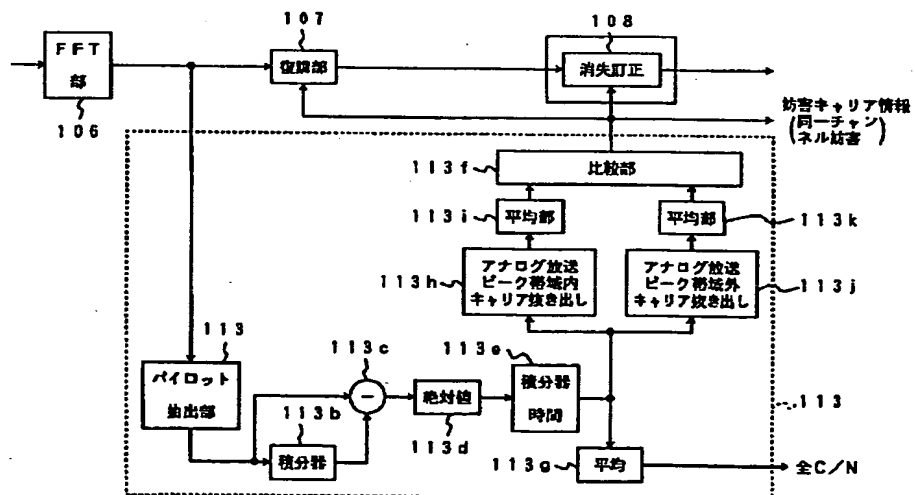 107
108
FFT
部
106
復調部
消失訂正
妨害キャリア情報
(同一チャン
ネル妨害)
113f
比較部
113i
平均部
平均部
113k
113h
アナログ放送
ピーク帯域内
キャリア抜き出し
アナログ放送
ピーク帯域外
キャリア抜き出し
113j
113
パイロット
抽出部
113c
−
113b
積分器
絶対値
113d
113e
積分器
時間
113
113g
平均
全C/N